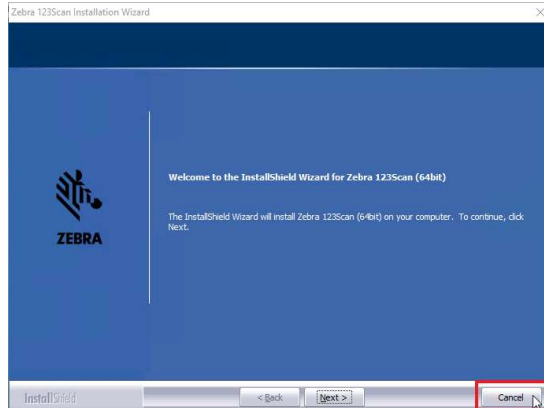 Zebra 123Scan Installation Wizard
ZEBRA
Welcome to the InstallShield Wizard for Zebra 123Scan (64bit)
The InstallShield Wizard will install Zebra 123Scan (64bit) on your computer. To continue, click
Next.
InstallShield
< Back
Next >
Cancel